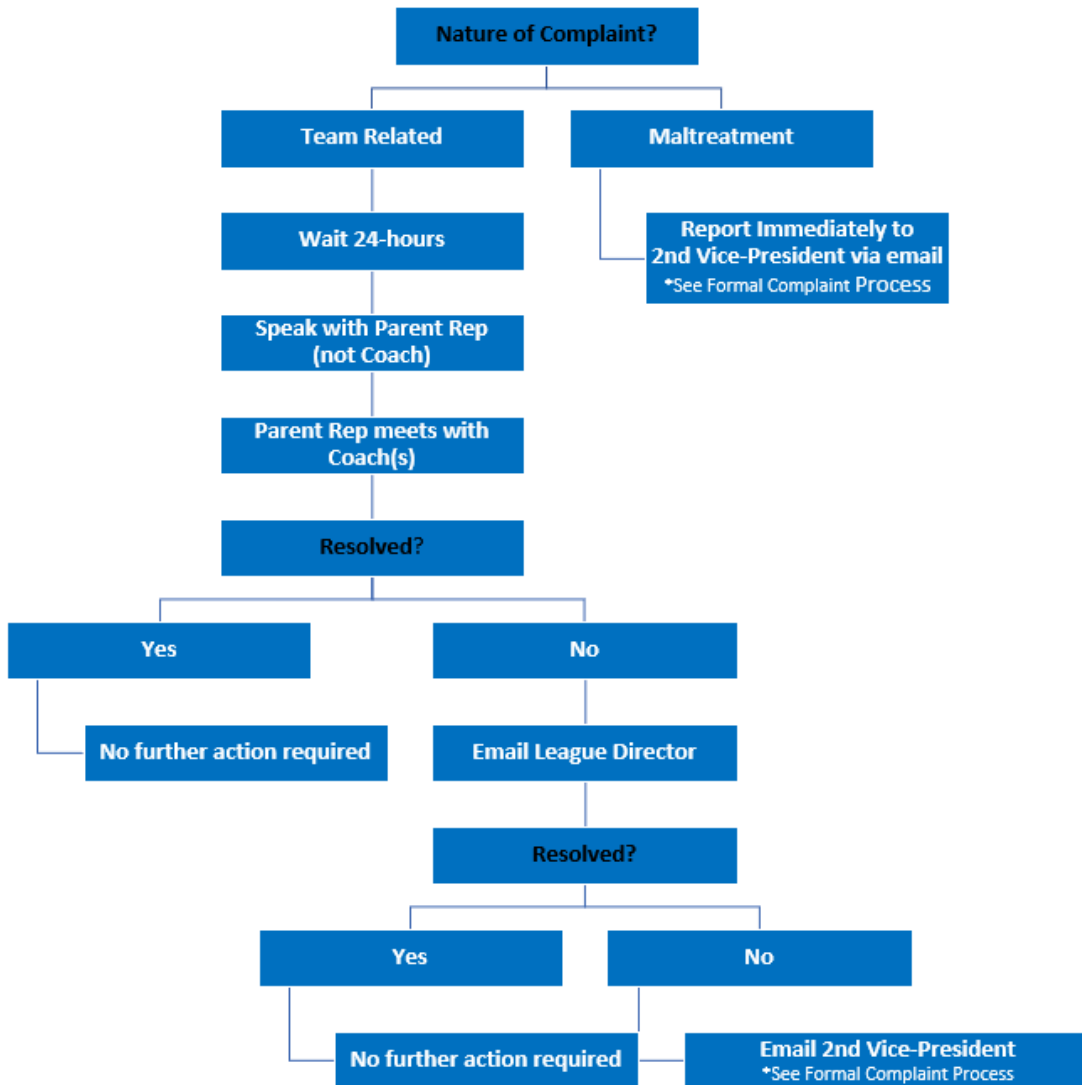 Nature of Complaint?
Team Related
Maltreatment
Wait 24-hours
Report Immediately to
2nd Vice-President via email
*See Formal Complaint Process
Speak with Parent Rep
(not Coach)
Parent Rep meets with
Coach(s)
Resolved?
Yes
No
No further action required
Email League Director
Resolved?
Yes
No
No further action required
Email 2nd Vice-President
*See Formal Complaint Process